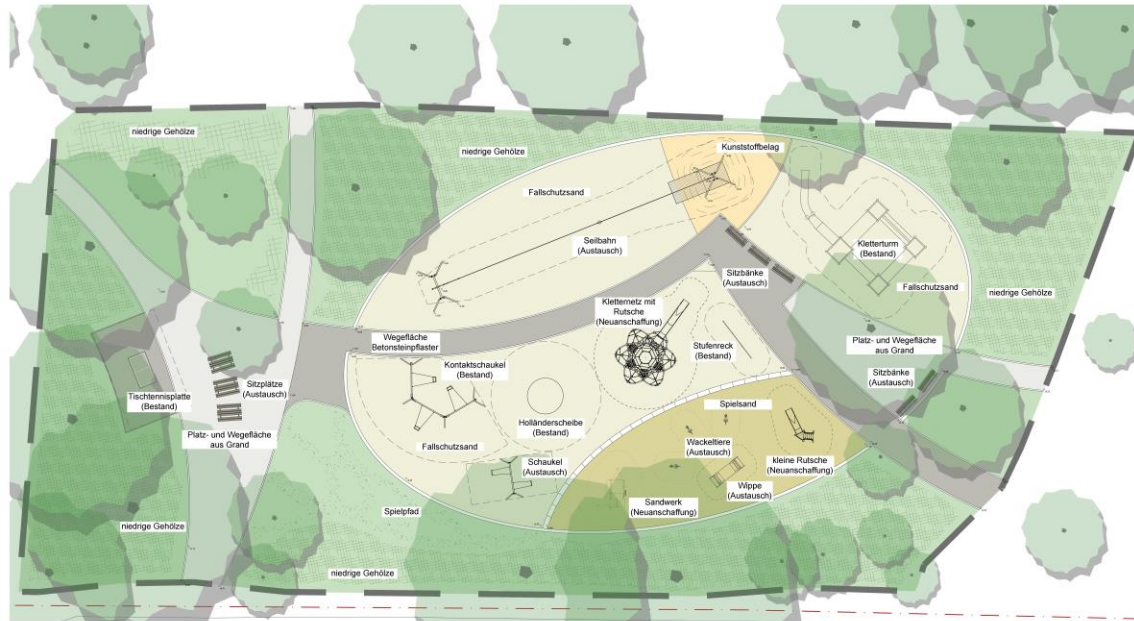 niedrige Gehölze
niedrige Gehölze
Kunststoffbelag
Fallschutzsand
Seilbahn
(Austausch)
Kletterturm
(Bestand)
Sitzbänke
(Austausch)
Fallschutzsand
niedrige Gehölze
Kletternetz mit
Rutsche
(Neuanschaffung)
Wegefläche
Betonsteinpflaster
Stufenreck
(Bestand)
Platz- und Wegefläche
aus Grand
Kontaktschaukel
(Bestand)
Sitzbänke
(Austausch)
Tischtennisplatte
(Bestand)
Sitzplätze
(Austausch)
Holländerscheibe
(Bestand)
Spielsand
Platz- und Wegefläche
aus Grand
Fallschutzsand
Wackeltiere
(Austausch)
kleine Rutsche
(Neuanschaffung)
Schaukel
(Austausch)
Wippe
(Austausch)
Sandwerk
(Neuanschaffung)
Spielpfad
niedrige Gehölze
niedrige Gehölze